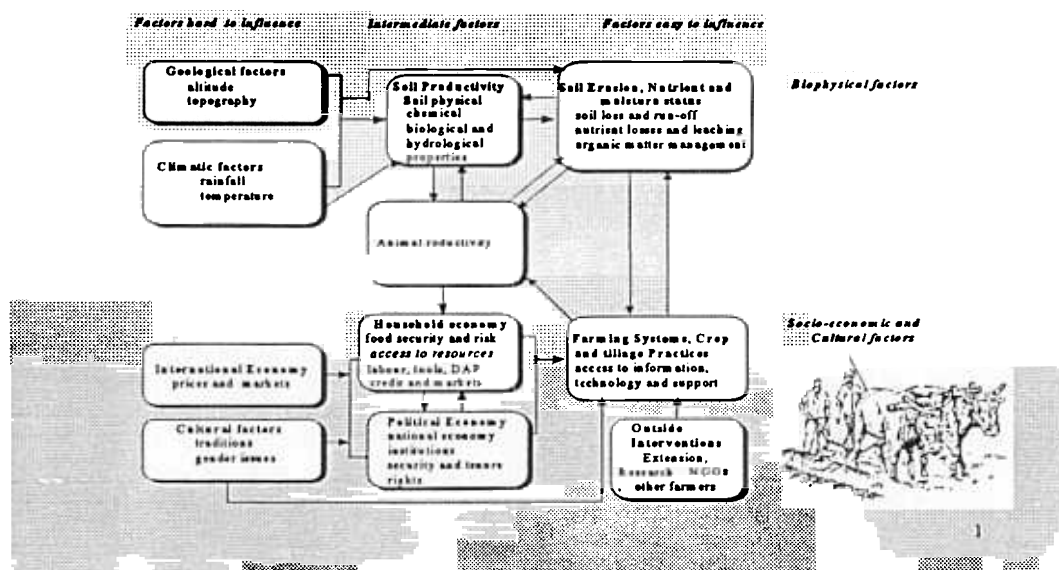 Factors hard to influence
Intermediate factors
Factors easy to influence
Geological factors
altitude
topography
Soil Productivity
Soil physical
chemical
biological and
hydrological
properties
Soil Erosion, Nutrient and
moisture status
soil loss and run-off
nutrient losses and leaching
organic matter management
Biophysical factors
Climatic factors
rainfall
temperature
Animal roductivity
Household economy
food security and risk
access to resources
labour, tools, DAP
credit and markets
Farming Systems, Crop
and tillage Practices
access to information,
technology and support
Socio-economic and
Cultural factors
International Economy
prices and markets
Cultural factors
traditions
gender issues
Political Economy
national economy
institutions
security and tenure
rights
Outside
Interventions
Extension,
Research NGOs
other farmers
1